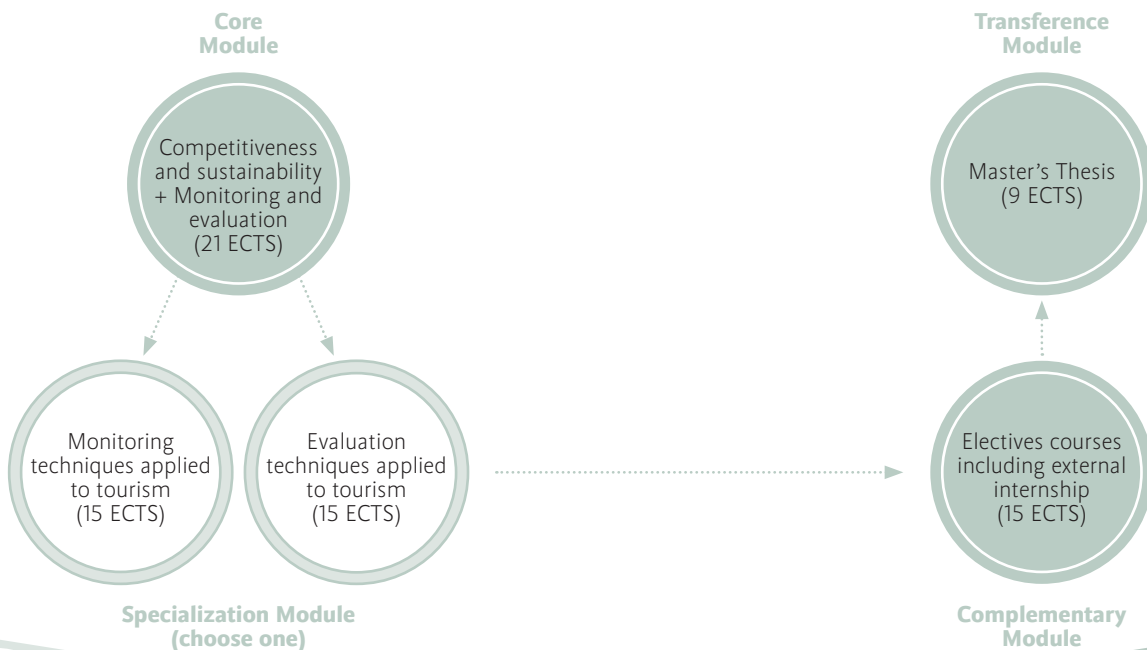 Core
Module
Competitiveness
and sustainability
+ Monitoring and
evaluation
(21 ECTS)
Transference
Module
Master’s Thesis
(9 ECTS)
Monitoring
techniques applied
to tourism
(15 ECTS)
Evaluation
techniques applied
to tourism
(15 ECTS)
Specialization Module
(choose one)
Electives courses
including external
internship
(15 ECTS)
Complementary
Module